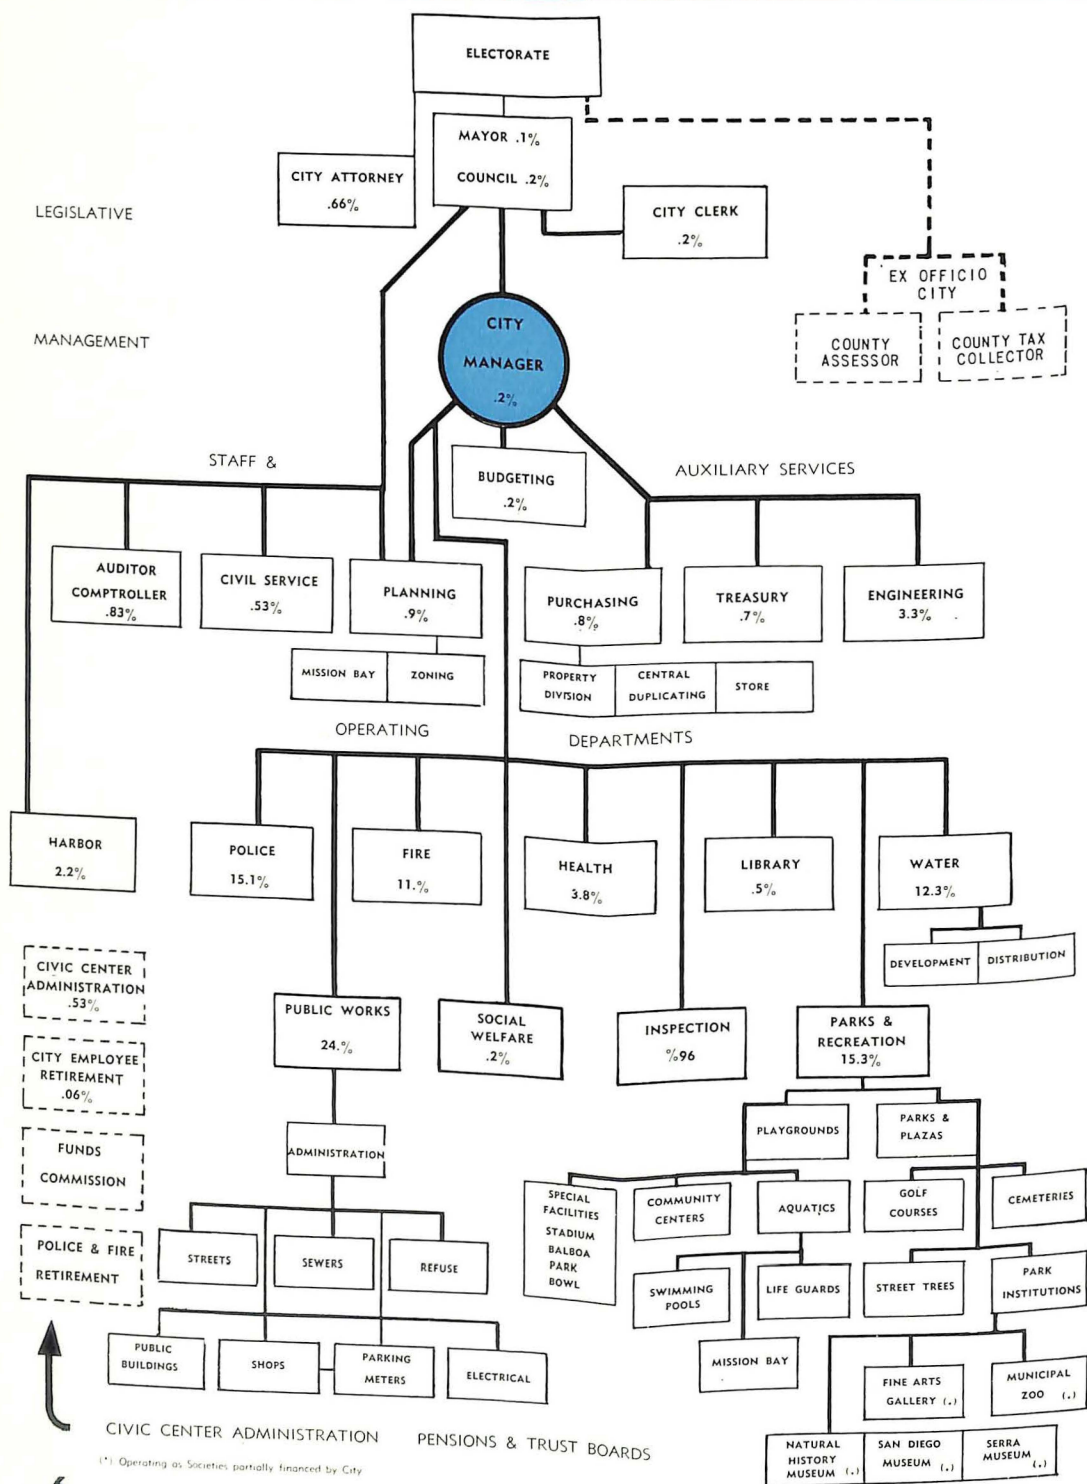 ELECTORATE
MAYOR .1%
COUNCIL .2%
CITY ATTORNEY
.66%
CITY CLERK
.2%
LEGISLATIVE
EX OFFICIO
CITY
COUNTY
ASSESSOR
COUNTY TAX
COLLECTOR
MANAGEMENT
CITY
MANAGER
.2%
STAFF &
AUXILIARY SERVICES
BUDGETING
.2%
AUDITOR
COMPTROLLER
.83%
CIVIL SERVICE
.53%
PLANNING
.9%
PURCHASING
.8%
TREASURY
.7%
ENGINEERING
3.3%
MISSION BAY
ZONING
PROPERTY
DIVISION
CENTRAL
DUPLICATING
STORE
OPERATING
DEPARTMENTS
HARBOR
2.2%
POLICE
15.1%
FIRE
11.%
HEALTH
3.8%
LIBRARY
.5%
WATER
12.3%
DEVELOPMENT
DISTRIBUTION
CIVIC CENTER
ADMINISTRATION
.53%
PUBLIC WORKS
24.%
SOCIAL
WELFARE
.2%
INSPECTION
%96
PARKS &
RECREATION
15.3%
CITY EMPLOYEE
RETIREMENT
.06%
FUNDS
COMMISSION
POLICE & FIRE
RETIREMENT
ADMINISTRATION
PLAYGROUNDS
PARKS &
PLAZAS
SPECIAL
FACILITIES
STADIUM
BALBOA
PARK
BOWL
COMMUNITY
CENTERS
AQUATICS
GOLF
COURSES
CEMETERIES
STREETS
SEWERS
REFUSE
SWIMMING
POOLS
LIFE GUARDS
STREET TREES
PARK
INSTITUTIONS
PUBLIC
BUILDINGS
SHOPS
PARKING
METERS
ELECTRICAL
MISSION BAY
FINE ARTS
GALLERY (.)
MUNICIPAL
ZOO (.)
NATURAL
HISTORY
MUSEUM (.)
SAN DIEGO
MUSEUM (.)
SERRA
MUSEUM (.)
CIVIC CENTER ADMINISTRATION
PENSIONS & TRUST BOARDS
(*) Operating as Societies partially financed by City